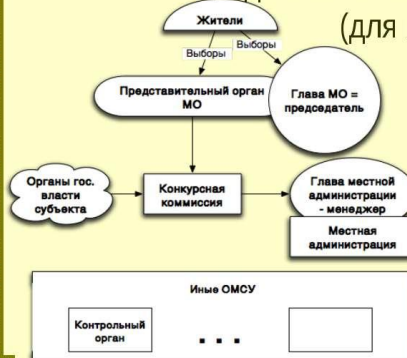 (для
Жители
Выборы
Выборы
Представительный орган
МО
Глава МО =
председатель
Органы гос.
власти
субъекта
Конкурсная
коммиссия
Глава местной
администрации
- менеджер
Местная
администрация
Иные ОМСУ
Контрольный
орган
...